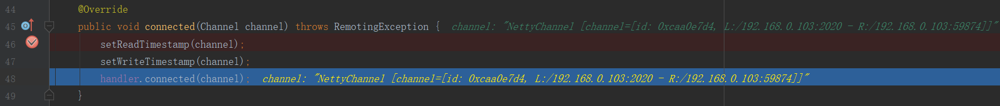 44 @Override
45 public void connected(Channel channel) throws RemotingException { channel: "NettyChannel [channel=[id: 0xcaa0e7d4, L:/192.168.0.103:2020 - R:/192.168.0.103:59874]]"
46 setReadTimestamp(channel);
47 setWriteTimestamp(channel);
48 handler.connected(channel); channel: "NettyChannel [channel=[id: 0xcaa0e7d4, L:/192.168.0.103:2020 - R:/192.168.0.103:59874]]"
49 }